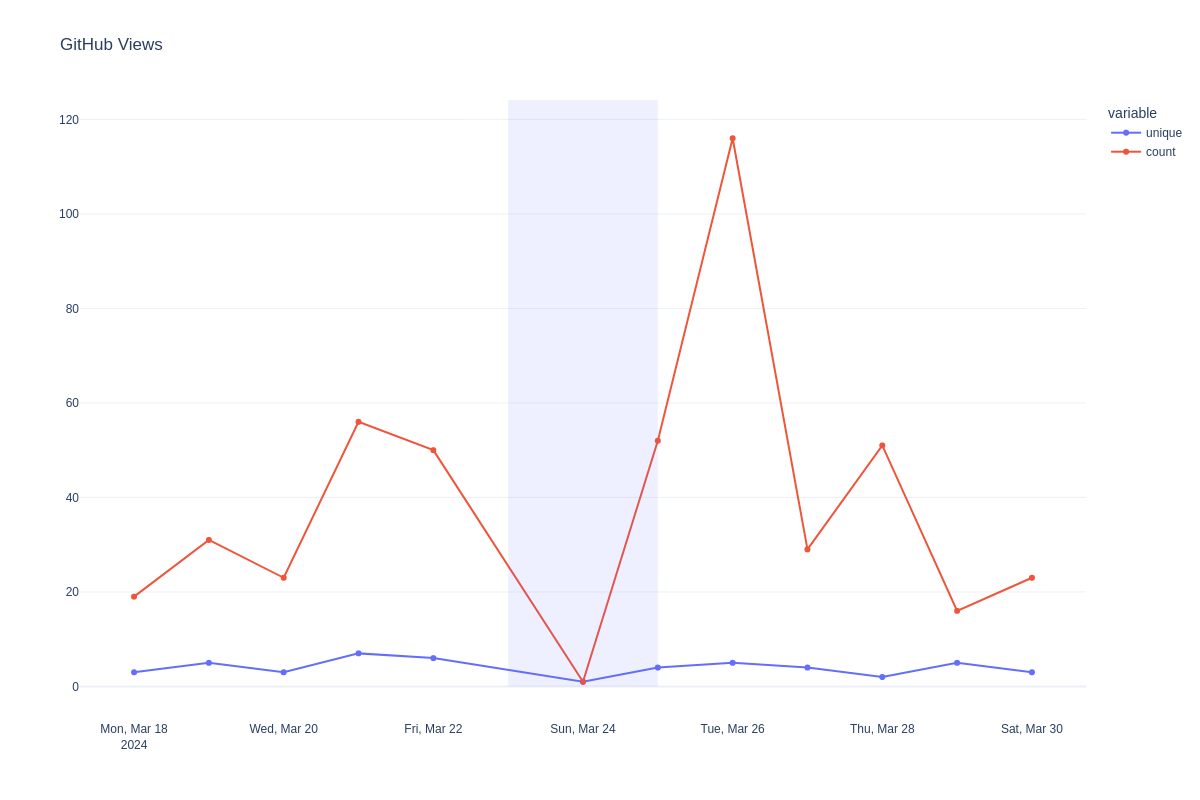 GitHub Views
variable
unique
count
120
100
80
60
40
20
0
Mon, Mar 18
2024
Wed, Mar 20
Fri, Mar 22
Sun, Mar 24
Tue, Mar 26
Thu, Mar 28
Sat, Mar 30